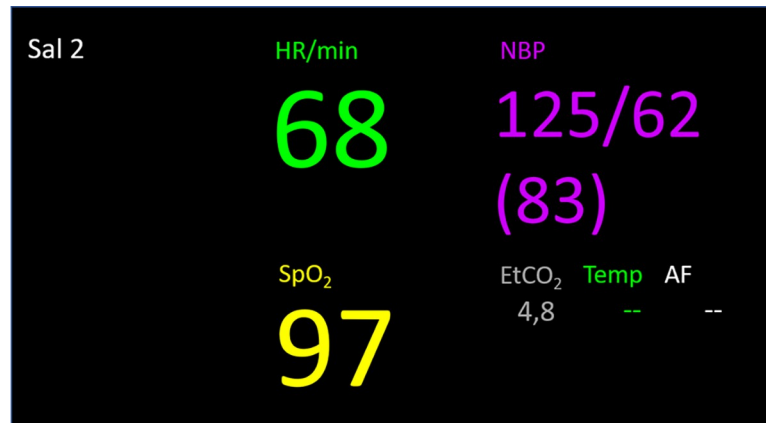 Sal 2
HR/min
68
NBP
125/62
(83)
SpO₂
97
EtCO₂ Temp AF
4,8 -- --